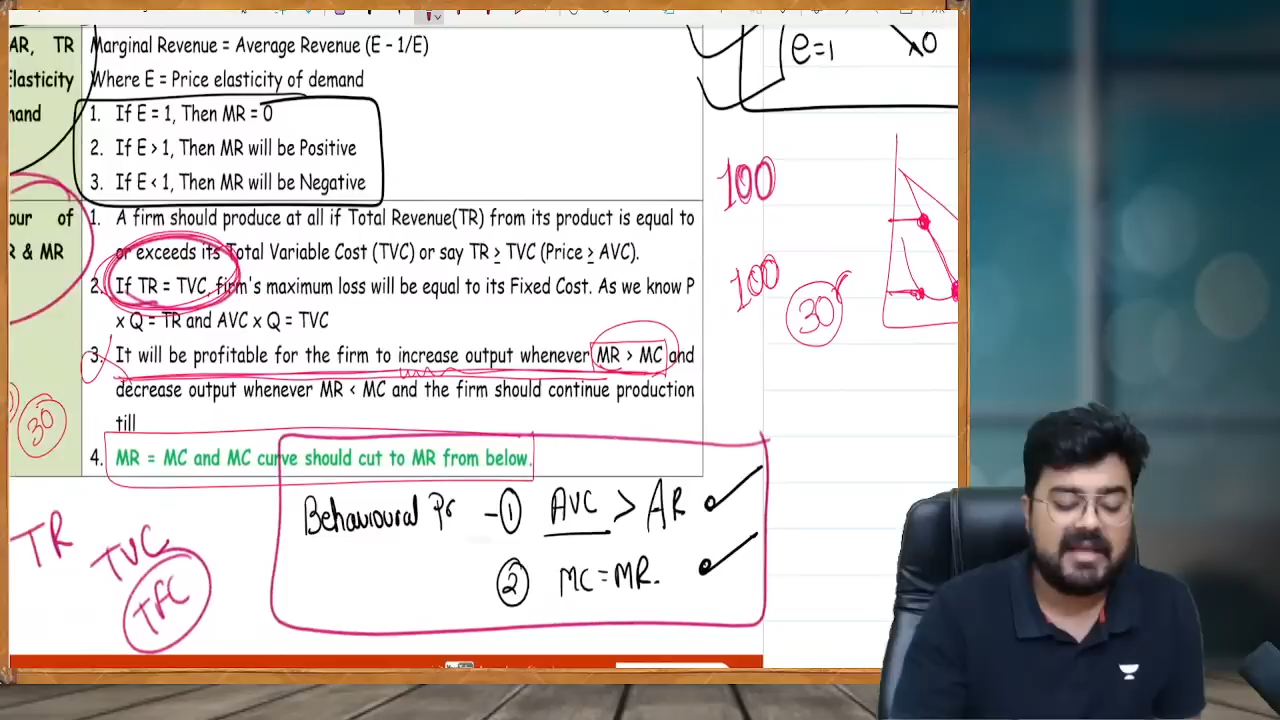 AR, TR
Elasticity
mand
Marginal Revenue = Average Revenue (E - 1/E)
Where E = Price elasticity of demand
1. If E = 1, Then MR = 0
2. If E > 1, Then MR will be Positive
3. If E < 1, Then MR will be Negative
our of
R & MR
1. A firm should produce at all if Total Revenue(TR) from its product is equal to
or exceeds its Total Variable Cost (TVC) or say TR ≥ TVC (Price ≥ AVC).
2. If TR = TVC, firm's maximum loss will be equal to its Fixed Cost. As we know P
x Q = TR and AVC x Q = TVC
3. It will be profitable for the firm to increase output whenever MR > MC and
decrease output whenever MR < MC and the firm should continue production
till
4. MR = MC and MC curve should cut to MR from below.
30
Behavioural Pr - ① AVC > AR
② MC = MR.
TR
TVC
TFC
e=1
100
100
30